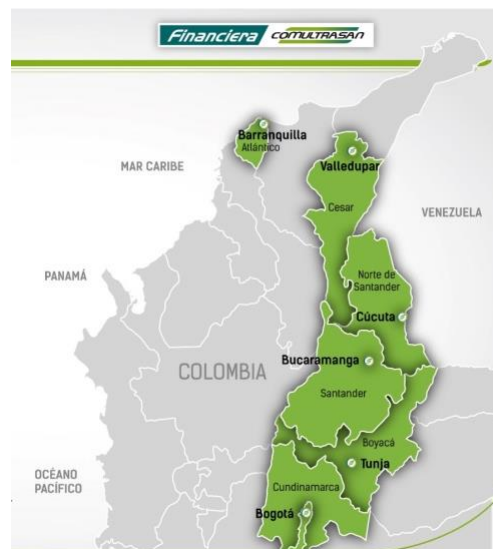 Financiera COMULTRASAN
Barranquilla
Atlántico
MAR CARIBE
Valledupar
Cesar
VENEZUELA
PANAMÁ
Norte de
Santander
Cúcuta
Bucaramanga
COLOMBIA
Santander
Boyacá
Tunja
OCÉANO
PACÍFICO
Cundinamarca
Bogotá